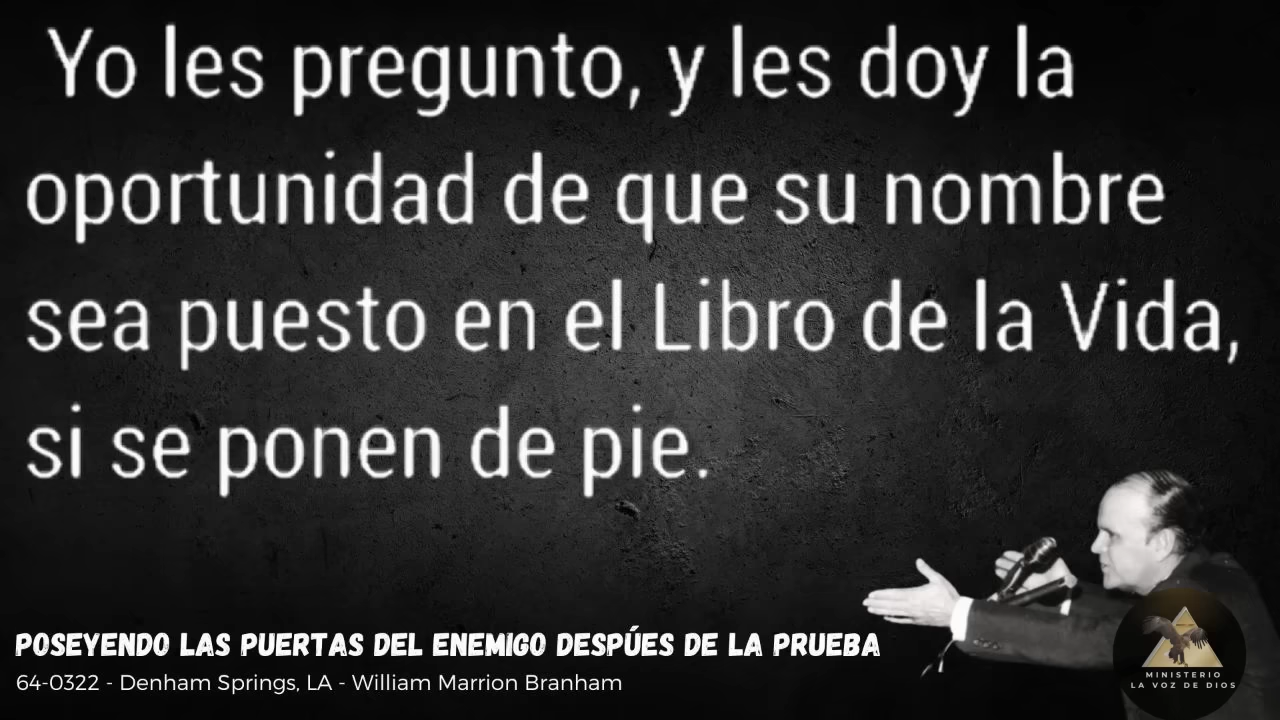 Yo les pregunto, y les doy la
oportunidad de que su nombre
sea puesto en el Libro de la Vida,
si se ponen de pie.
POSEYENDO LAS PUERTAS DEL ENEMIGO DESPÚES DE LA PRUEBA
64-0322 - Denham Springs, LA - William Marrion Branham
MINISTERIO
LA VOZ DE DIOS